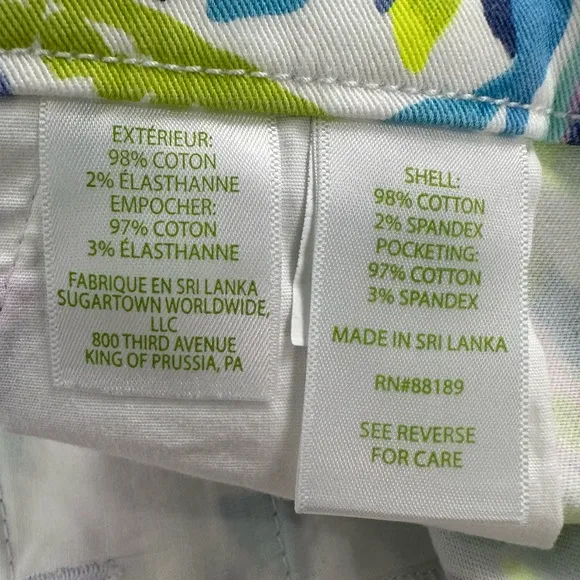 EXTÉRIEUR:
98% COTON
2% ÉLASTHANNE
EMPOCHER:
97% COTON
3% ÉLASTHANNE
FABRIQUE EN SRI LANKA
SUGARTOWN WORLDWIDE,
LLC
800 THIRD AVENUE
KING OF PRUSSIA, PA
SHELL:
98% COTTON
2% SPANDEX
POCKETING:
97% COTTON
3% SPANDEX
MADE IN SRI LANKA
RN#88189
SEE REVERSE
FOR CARE